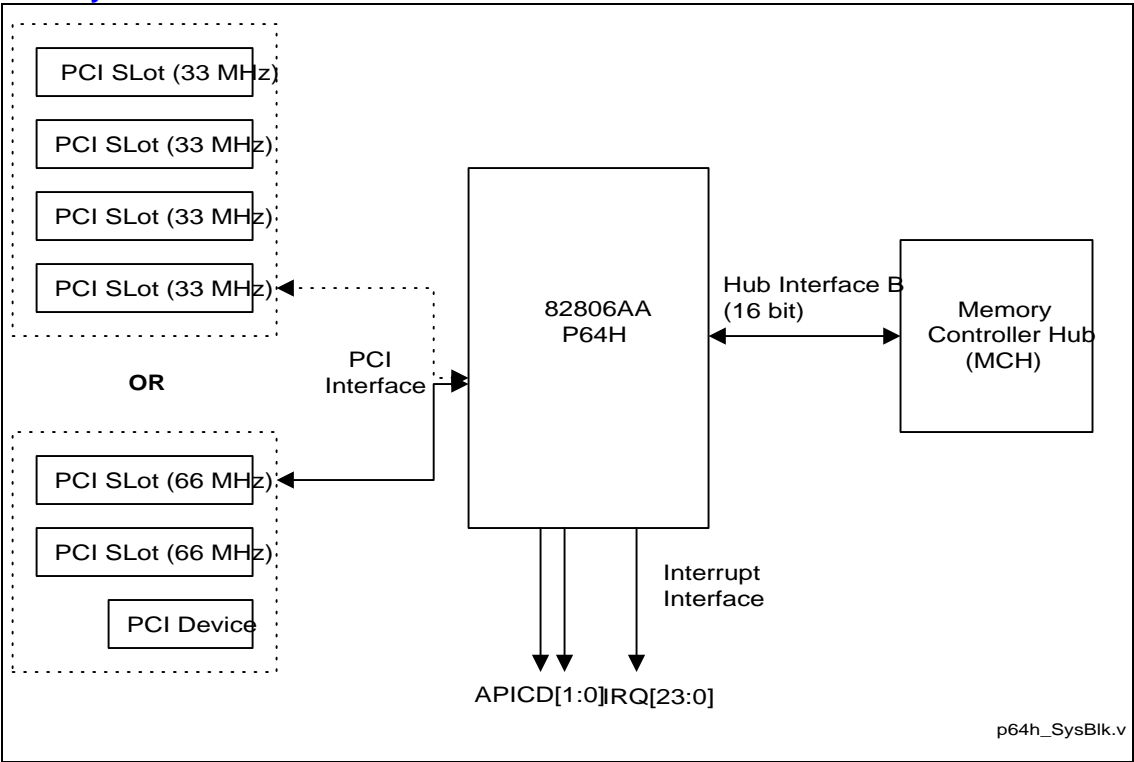 PCI SLot (33 MHz)
PCI SLot (33 MHz)
PCI SLot (33 MHz)
PCI SLot (33 MHz)
OR
PCI SLot (66 MHz)
PCI SLot (66 MHz)
PCI Device
PCI
Interface
82806AA
P64H
Hub Interface B
(16 bit)
Memory
Controller Hub
(MCH)
Interrupt
Interface
APICD[1:0]
IRQ[23:0]
p64h_SysBlk.v